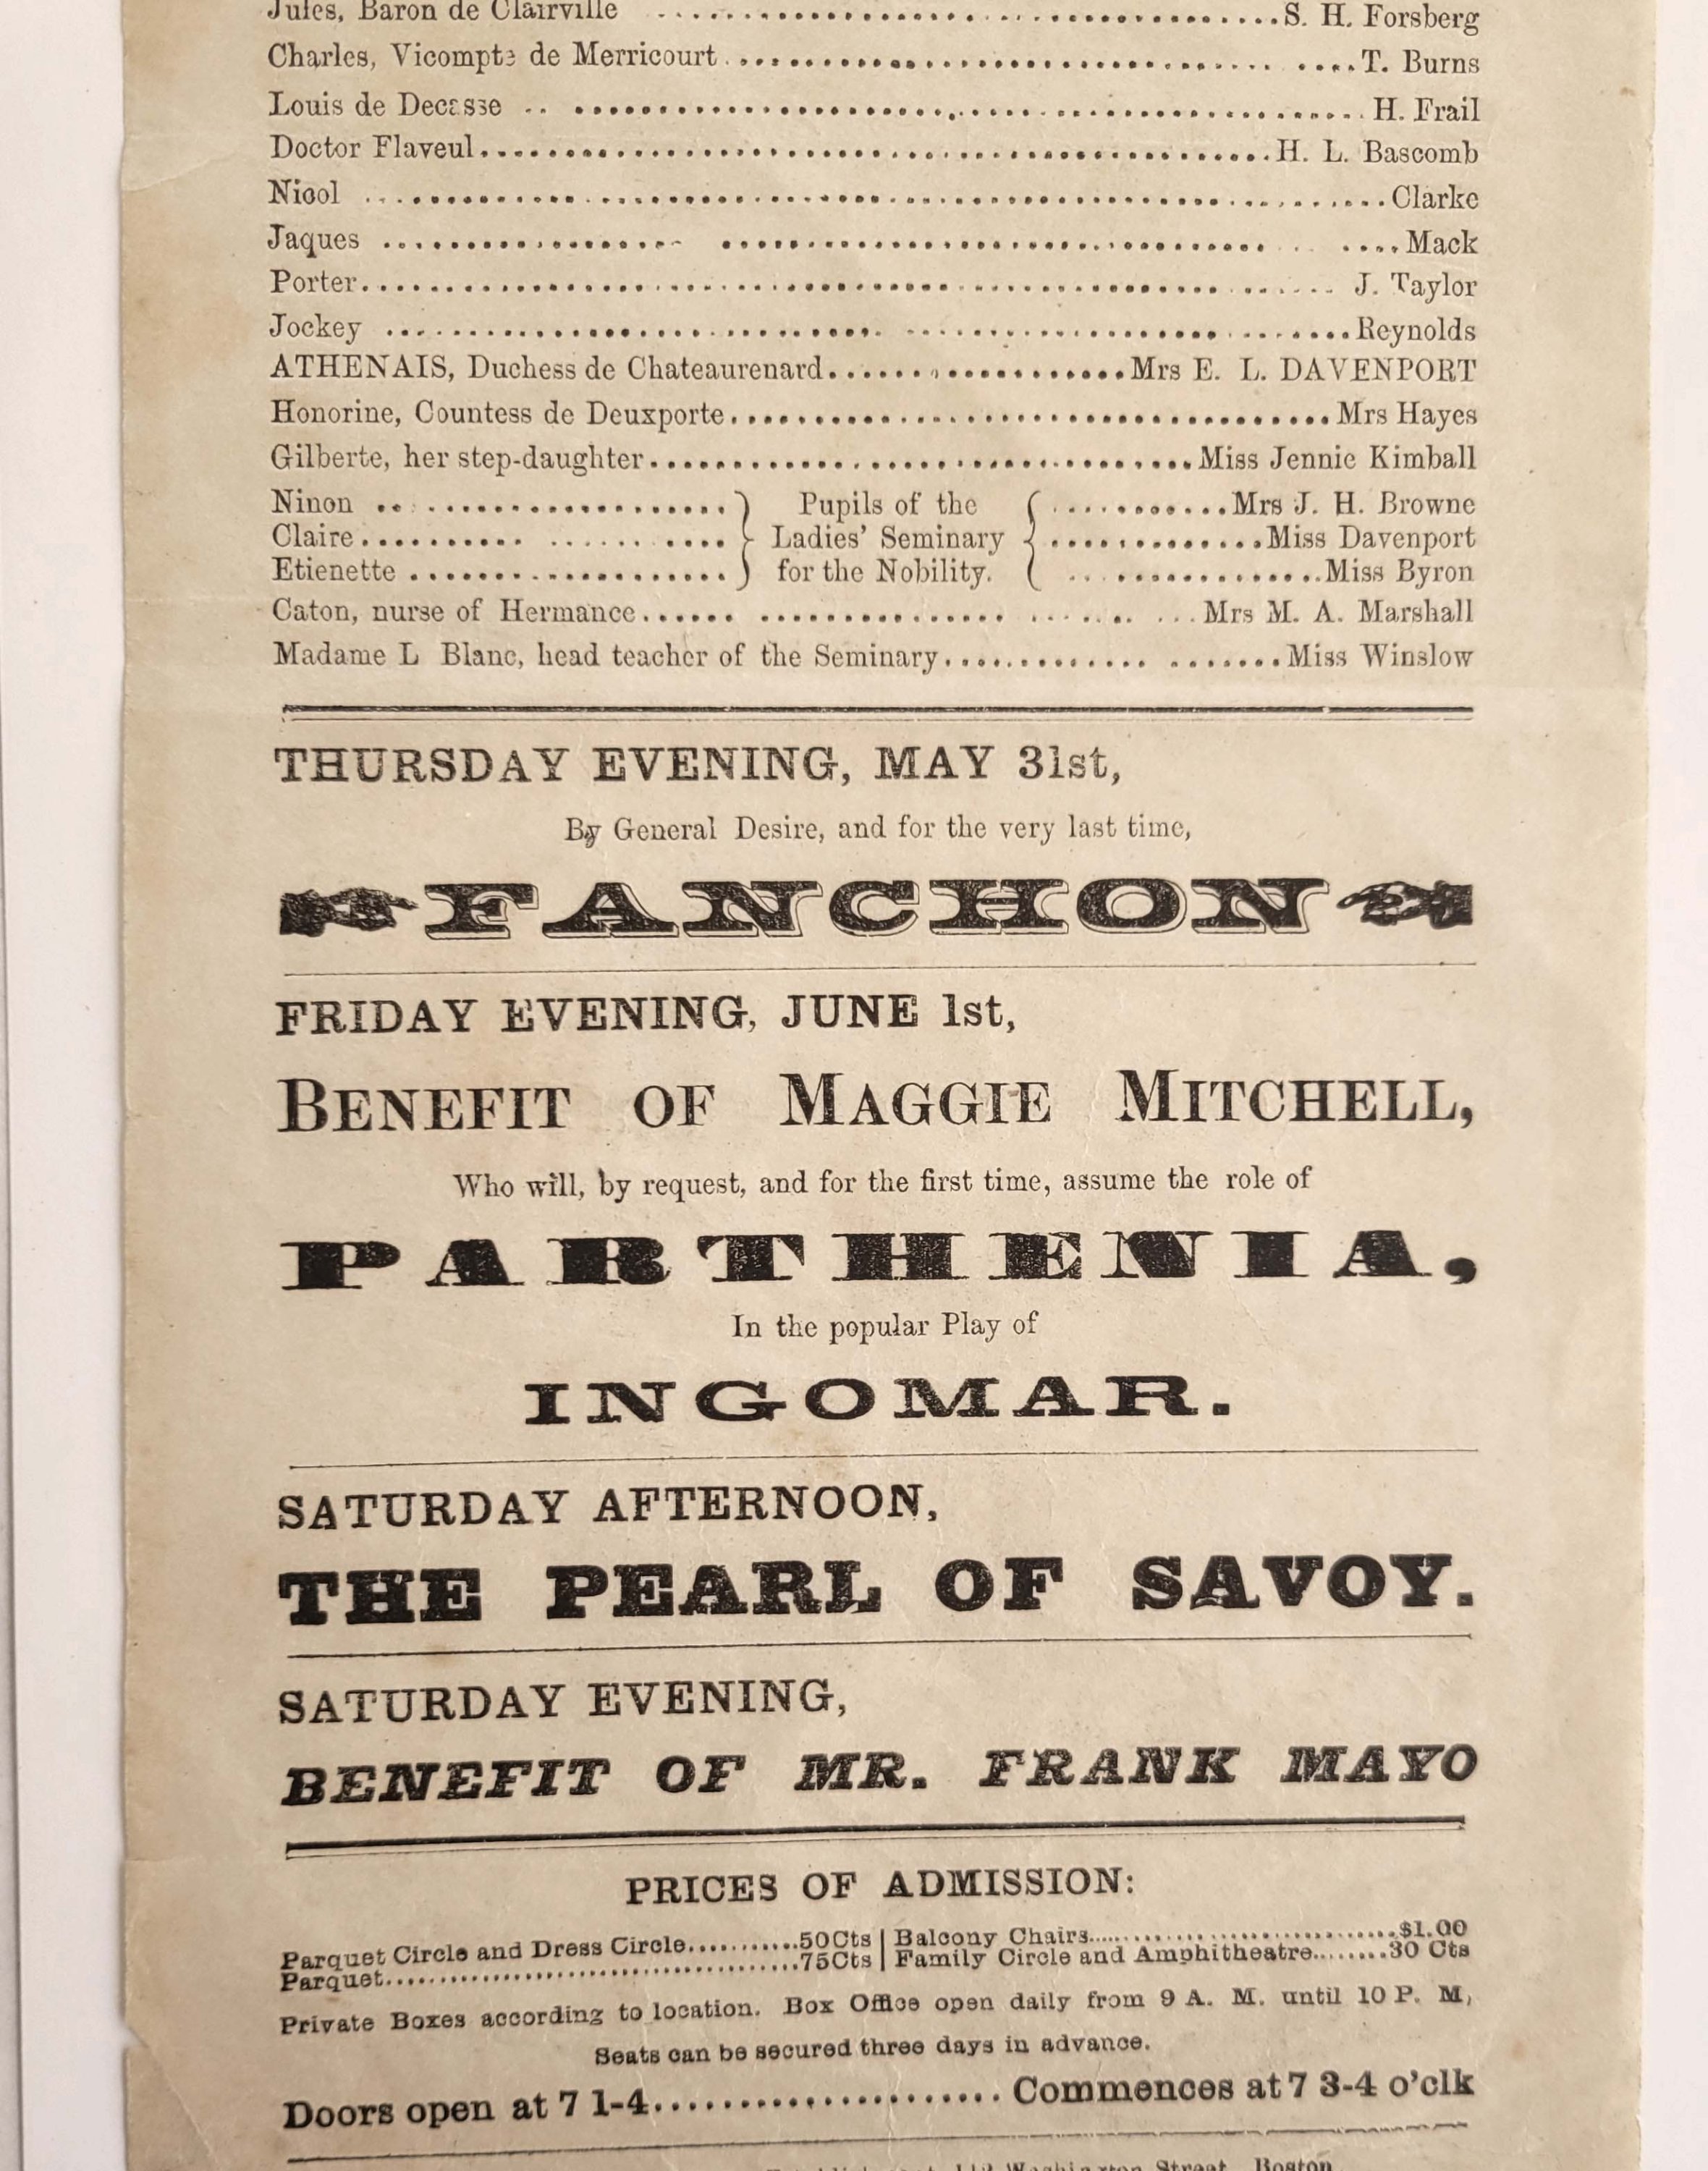 Jules, Baron de Clairville ........ S. H. Forsberg
Charles, Vicompte de Merricourt ........ T. Burns
Louis de Decasse ........ H. Frail
Doctor Flaveul ........ H. L. Bascomb
Nicol ........ Clarke
Jaques ........ Mack
Porter ........ J. Taylor
Jockey ........ Reynolds
ATHENAIS, Duchess de Chateaurenard ........ Mrs E. L. DAVENPORT
Honorine, Countess de Deuxporte ........ Mrs Hayes
Gilberte, her step-daughter ........ Miss Jennie Kimball
Ninon ........ } Pupils of the { ........ Mrs J. H. Browne
Claire ........ } Ladies' Seminary { ........ Miss Davenport
Etienette ........ } for the Nobility. { ........ Miss Byron
Caton, nurse of Hermance ........ Mrs M. A. Marshall
Madame L Blanc, head teacher of the Seminary ........ Miss Winslow
THURSDAY EVENING, MAY 31st,
By General Desire, and for the very last time,
FANCHON
FRIDAY EVENING, JUNE 1st,
BENEFIT OF MAGGIE MITCHELL,
Who will, by request, and for the first time, assume the role of
PARTHENIA,
In the popular Play of
INGOMAR.
SATURDAY AFTERNOON,
THE PEARL OF SAVOY.
SATURDAY EVENING,
BENEFIT OF MR. FRANK MAYO
PRICES OF ADMISSION:
Parquet Circle and Dress Circle ........ 50Cts | Balcony Chairs ........ $1.00
Parquet ........ 75Cts | Family Circle and Amphitheatre ........ 30 Cts
Private Boxes according to location. Box Office open daily from 9 A. M. until 10 P. M,
Seats can be secured three days in advance.
Doors open at 7 1-4 ........ Commences at 7 3-4 o'clk
Washington Street, Boston.